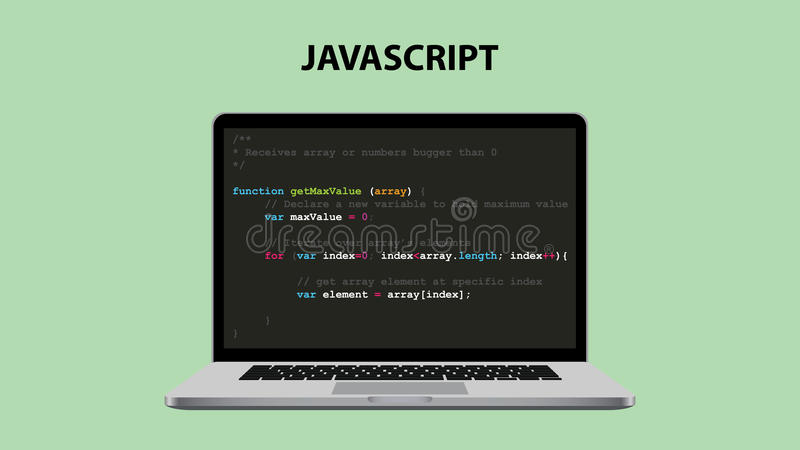 JAVASCRIPT
/**
* Receives array or numbers bugger than 0
*/
function getMaxValue (array) {
// Declare a new variable to hold maximum value
var maxValue = 0;
// Iterate over array's elements
for (var index=0; index<array.length; index++){
// get array element at specific index
var element = array[index];
}
}
dreamstime